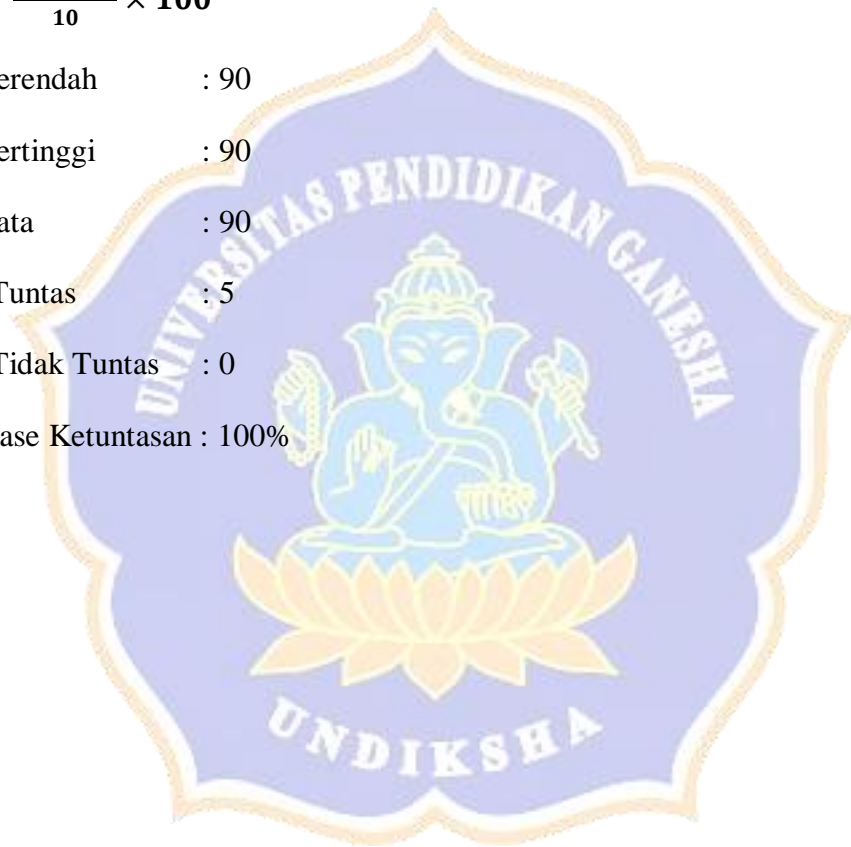 10 × 100
erendah : 90
ertinggi : 90
ata : 90
Tuntas : 5
Tidak Tuntas : 0
ase Ketuntasan : 100%
UNIVERSITAS PENDIDIKAN GANESHA
UNDIKSHA